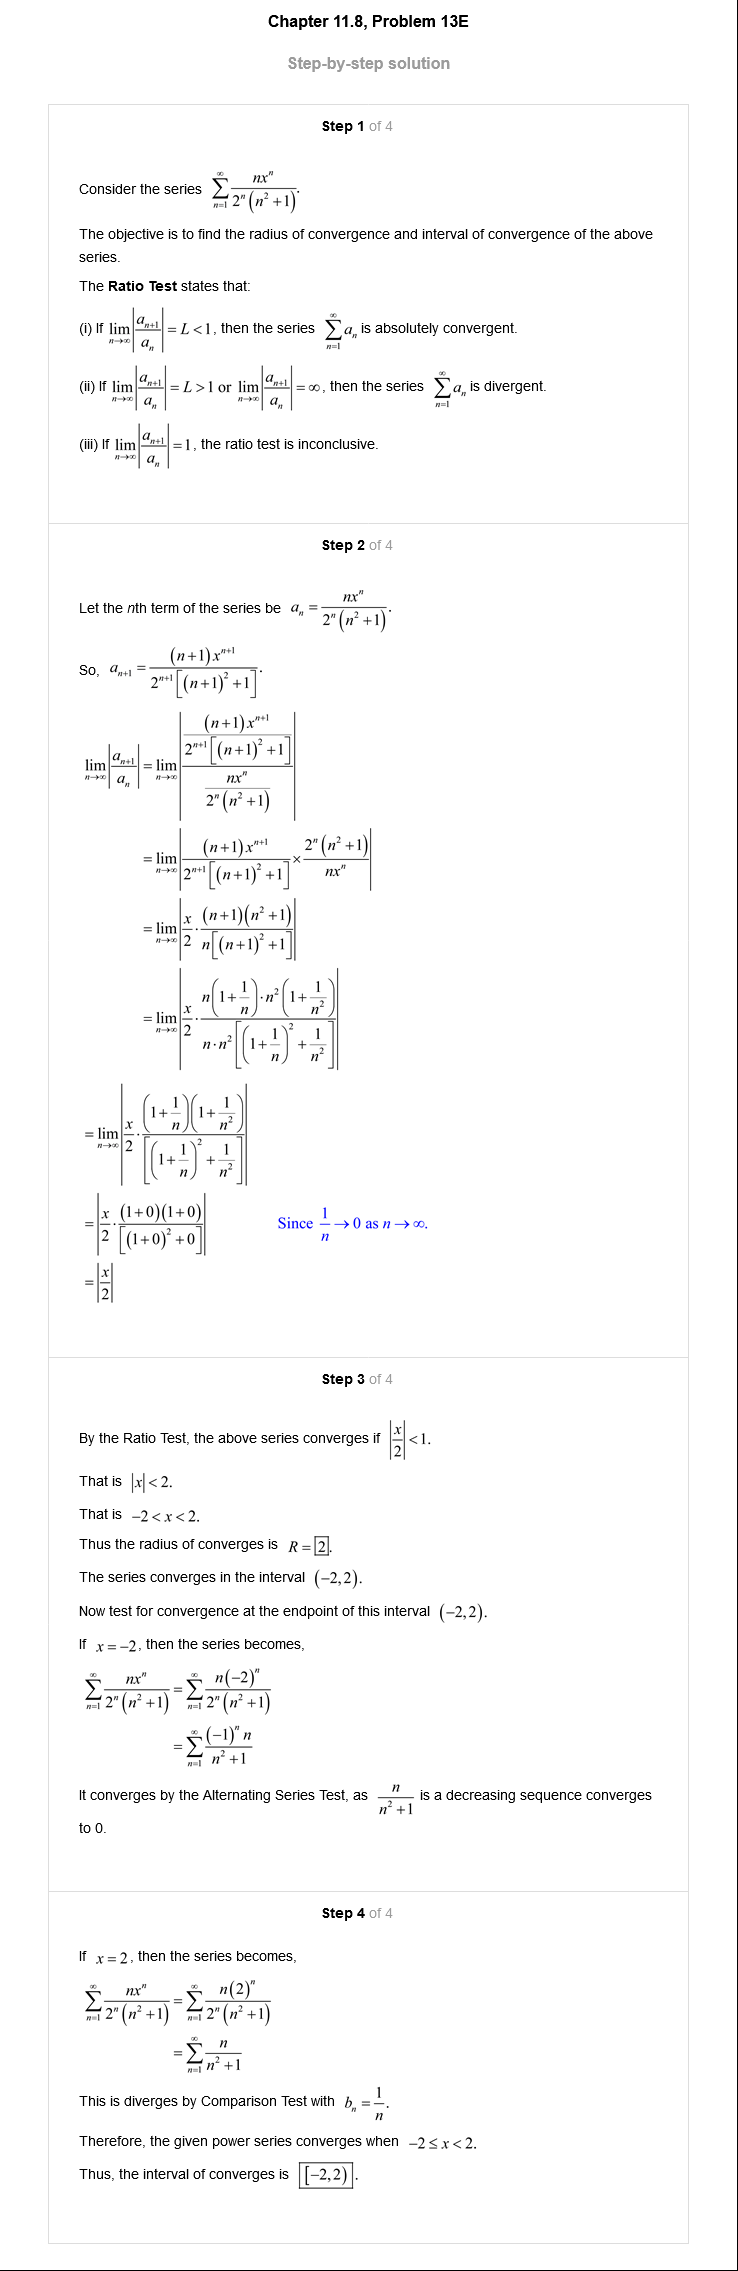 Chapter 11.8, Problem 13E
Step-by-step solution
Step 1 of 4
Consider the series $\sum_{n=1}^{\infty} \frac{nx^n}{2^n(n^2+1)}$.
The objective is to find the radius of convergence and interval of convergence of the above
series.
The Ratio Test states that:
(i) If $\lim_{n\to\infty}\left|\frac{a_{n+1}}{a_n}\right| = L < 1$, then the series $\sum_{n=1}^{\infty} a_n$ is absolutely convergent.
(ii) If $\lim_{n\to\infty}\left|\frac{a_{n+1}}{a_n}\right| = L > 1$ or $\lim_{n\to\infty}\left|\frac{a_{n+1}}{a_n}\right| = \infty$, then the series $\sum_{n=1}^{\infty} a_n$ is divergent.
(iii) If $\lim_{n\to\infty}\left|\frac{a_{n+1}}{a_n}\right| = 1$, the ratio test is inconclusive.
Step 2 of 4
Let the nth term of the series be $a_n = \frac{nx^n}{2^n(n^2+1)}$.
So, $a_{n+1} = \frac{(n+1)x^{n+1}}{2^{n+1}[(n+1)^2+1]}$.
$\lim_{n\to\infty}\left|\frac{a_{n+1}}{a_n}\right| = \lim_{n\to\infty}\left|\frac{\frac{(n+1)x^{n+1}}{2^{n+1}[(n+1)^2+1]}}{\frac{nx^n}{2^n(n^2+1)}}\right|$
$= \lim_{n\to\infty}\left|\frac{(n+1)x^{n+1}}{2^{n+1}[(n+1)^2+1]} \times \frac{2^n(n^2+1)}{nx^n}\right|$
$= \lim_{n\to\infty}\left|\frac{x}{2} \cdot \frac{(n+1)(n^2+1)}{n[(n+1)^2+1]}\right|$
$= \lim_{n\to\infty}\left|\frac{x}{2} \cdot \frac{n\left(1+\frac{1}{n}\right) \cdot n^2\left(1+\frac{1}{n^2}\right)}{n \cdot n^2\left[\left(1+\frac{1}{n}\right)^2+\frac{1}{n^2}\right]}\right|$
$= \lim_{n\to\infty}\left|\frac{x}{2} \cdot \frac{\left(1+\frac{1}{n}\right)\left(1+\frac{1}{n^2}\right)}{\left[\left(1+\frac{1}{n}\right)^2+\frac{1}{n^2}\right]}\right|$
$= \left|\frac{x}{2} \cdot \frac{(1+0)(1+0)}{[(1+0)^2+0]}\right|$ Since $\frac{1}{n} \to 0$ as $n \to \infty$.
$= \left|\frac{x}{2}\right|$
Step 3 of 4
By the Ratio Test, the above series converges if $\left|\frac{x}{2}\right| < 1$.
That is $|x| < 2$.
That is $-2 < x < 2$.
Thus the radius of converges is $R = \boxed{2}$.
The series converges in the interval $(-2,2)$.
Now test for convergence at the endpoint of this interval $(-2,2)$.
If $x = -2$, then the series becomes,
$\sum_{n=1}^{\infty} \frac{nx^n}{2^n(n^2+1)} = \sum_{n=1}^{\infty} \frac{n(-2)^n}{2^n(n^2+1)}$
$= \sum_{n=1}^{\infty} \frac{(-1)^n n}{n^2+1}$
It converges by the Alternating Series Test, as $\frac{n}{n^2+1}$ is a decreasing sequence converges
to 0.
Step 4 of 4
If $x = 2$, then the series becomes,
$\sum_{n=1}^{\infty} \frac{nx^n}{2^n(n^2+1)} = \sum_{n=1}^{\infty} \frac{n(2)^n}{2^n(n^2+1)}$
$= \sum_{n=1}^{\infty} \frac{n}{n^2+1}$
This is diverges by Comparison Test with $b_n = \frac{1}{n}$.
Therefore, the given power series converges when $-2 \le x < 2$.
Thus, the interval of converges is $\boxed{[-2,2)}$.